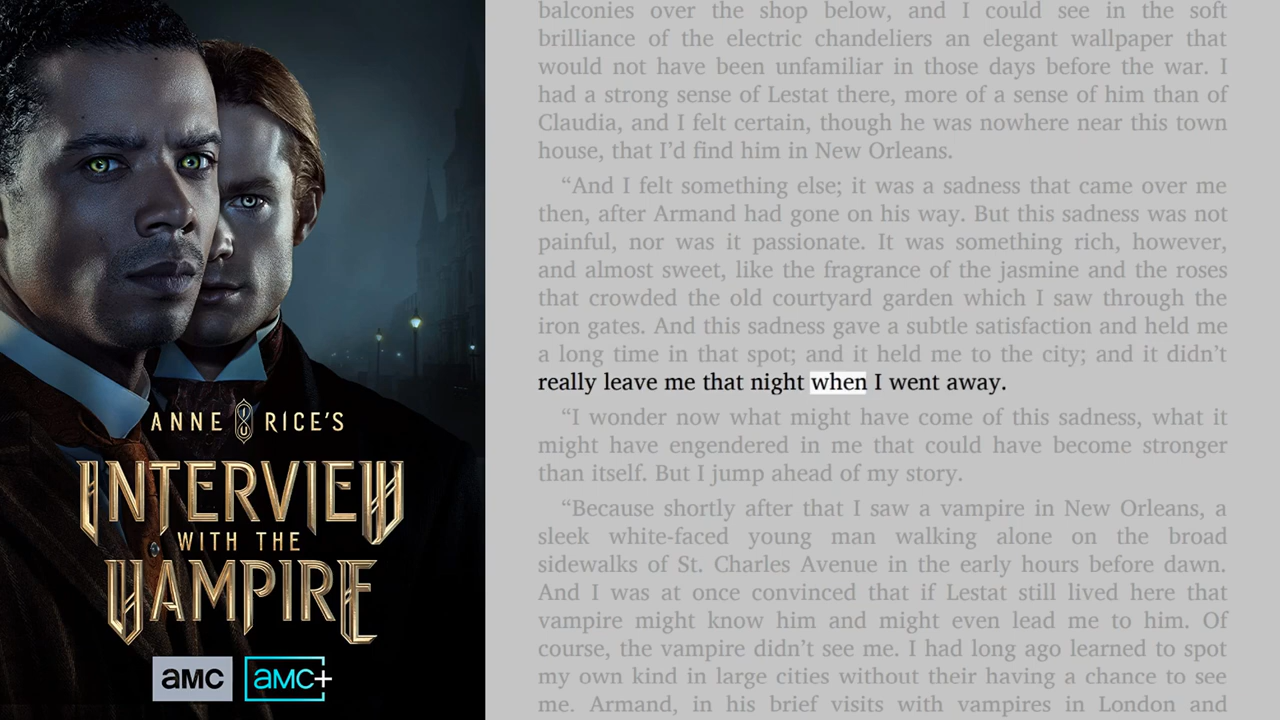 ANNE RICE'S
INTERVIEW
WITH THE
VAMPIRE
aMC
aMC+
balconies over the shop below, and I could see in the soft
brilliance of the electric chandeliers an elegant wallpaper that
would not have been unfamiliar in those days before the war. I
had a strong sense of Lestat there, more of a sense of him than of
Claudia, and I felt certain, though he was nowhere near this town
house, that I’d find him in New Orleans.
“And I felt something else; it was a sadness that came over me
then, after Armand had gone on his way. But this sadness was not
painful, nor was it passionate. It was something rich, however,
and almost sweet, like the fragrance of the jasmine and the roses
that crowded the old courtyard garden which I saw through the
iron gates. And this sadness gave a subtle satisfaction and held me
a long time in that spot; and it held me to the city; and it didn’t
really leave me that night when I went away.
“I wonder now what might have come of this sadness, what it
might have engendered in me that could have become stronger
than itself. But I jump ahead of my story.
“Because shortly after that I saw a vampire in New Orleans, a
sleek white-faced young man walking alone on the broad
sidewalks of St. Charles Avenue in the early hours before dawn.
And I was at once convinced that if Lestat still lived here that
vampire might know him and might even lead me to him. Of
course, the vampire didn’t see me. I had long ago learned to spot
my own kind in large cities without their having a chance to see
me. Armand, in his brief visits with vampires in London and